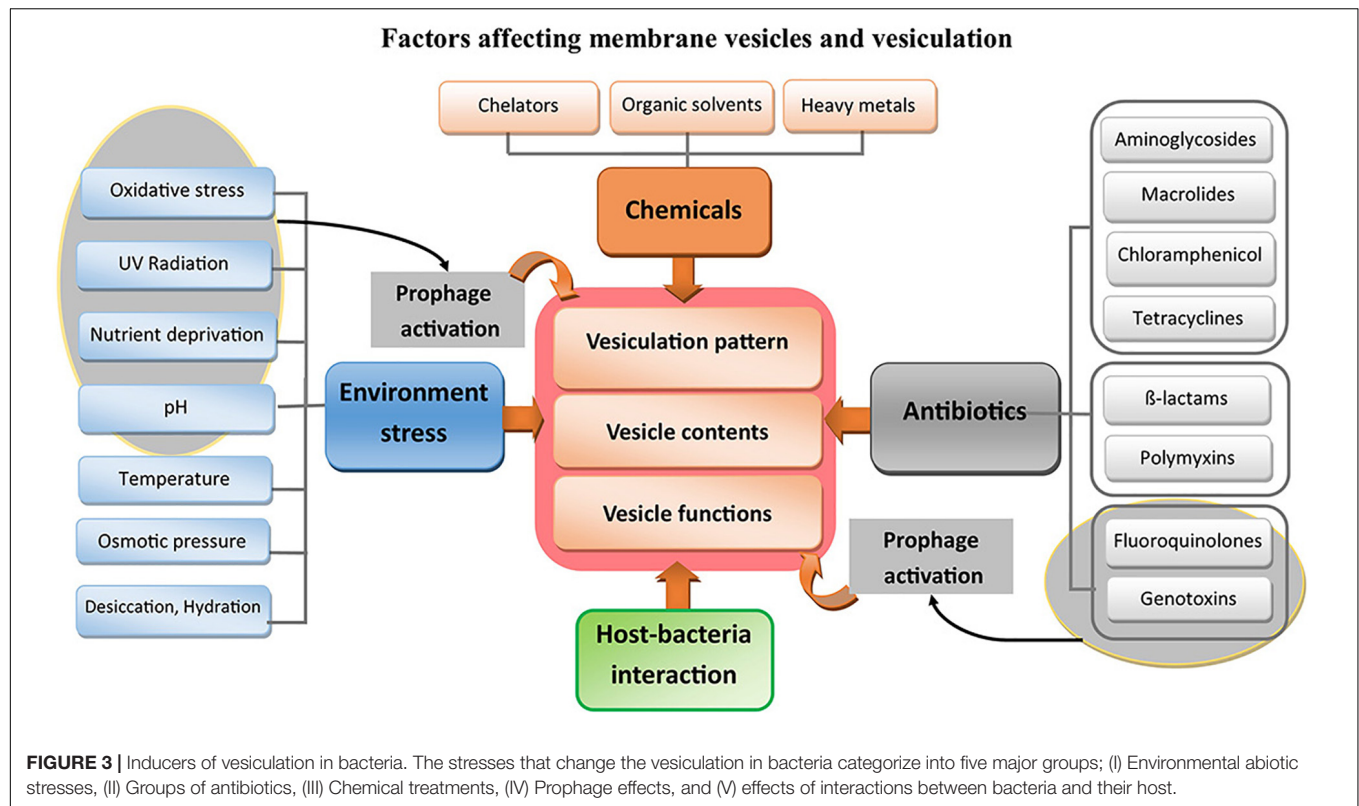 Factors affecting membrane vesicles and vesiculation
Chelators
Organic solvents
Heavy metals
Chemicals
Oxidative stress
UV Radiation
Nutrient deprivation
pH
Temperature
Osmotic pressure
Desiccation, Hydration
Prophage
activation
Environment
stress
Vesiculation pattern
Vesicle contents
Vesicle functions
Host-bacteria
interaction
Antibiotics
Aminoglycosides
Macrolides
Chloramphenicol
Tetracyclines
ß-lactams
Polymyxins
Fluoroquinolones
Genotoxins
Prophage
activation
FIGURE 3 | Inducers of vesiculation in bacteria. The stresses that change the vesiculation in bacteria categorize into five major groups; (I) Environmental abiotic
stresses, (II) Groups of antibiotics, (III) Chemical treatments, (IV) Prophage effects, and (V) effects of interactions between bacteria and their host.